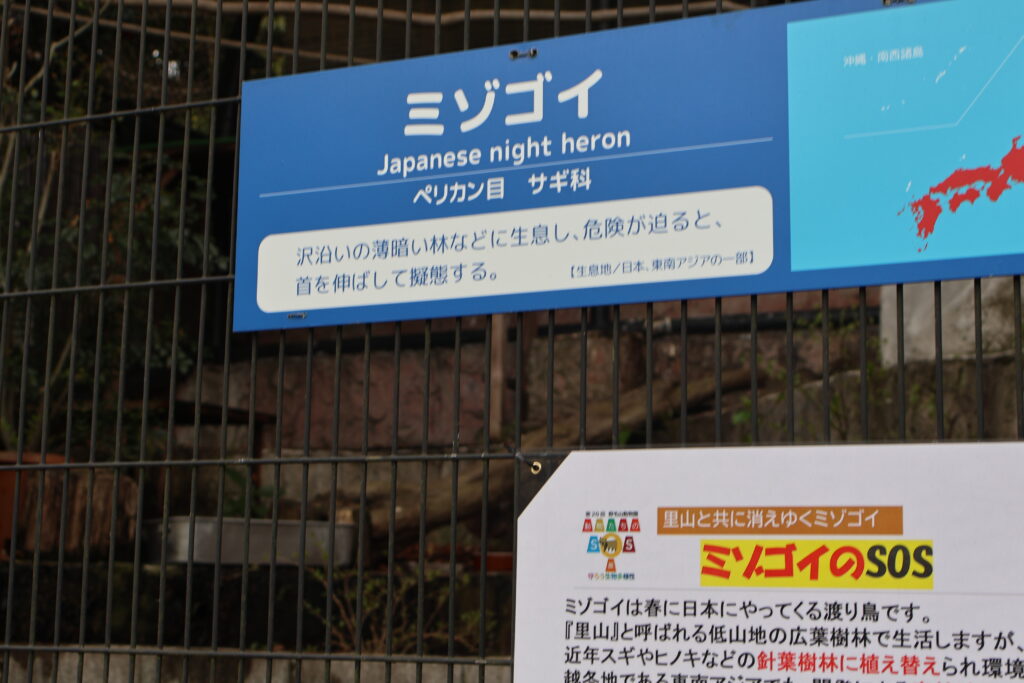 ミゾゴイ
Japanese night heron
ペリカン目 サギ科
沢沿いの薄暗い林などに生息し、危険が迫ると、
首を伸ばして擬態する。
【生息地/日本、東南アジアの一部】
沖縄・南西諸島
里山と共に消えゆくミゾゴイ
ミゾゴイのSOS
SOS
守ろう生物多様性
ミゾゴイは春に日本にやってくる渡り鳥です。
『里山』と呼ばれる低山地の広葉樹林で生活しますが、
近年スギやヒノキなどの針葉樹林に植え替えられ環境
越冬地である東南アジアでも、